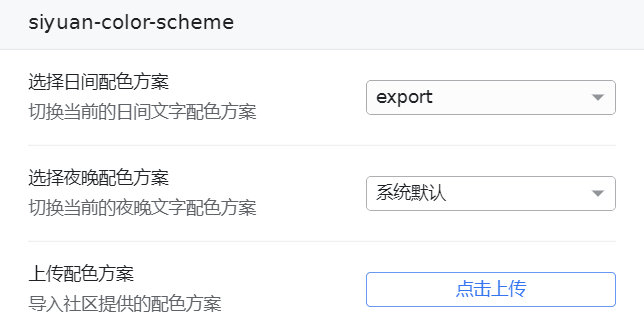 siyuan-color-scheme
选择日间配色方案
切换当前的日间文字配色方案
export
选择夜晚配色方案
切换当前的夜晚文字配色方案
系统默认
上传配色方案
导入社区提供的配色方案
点击上传